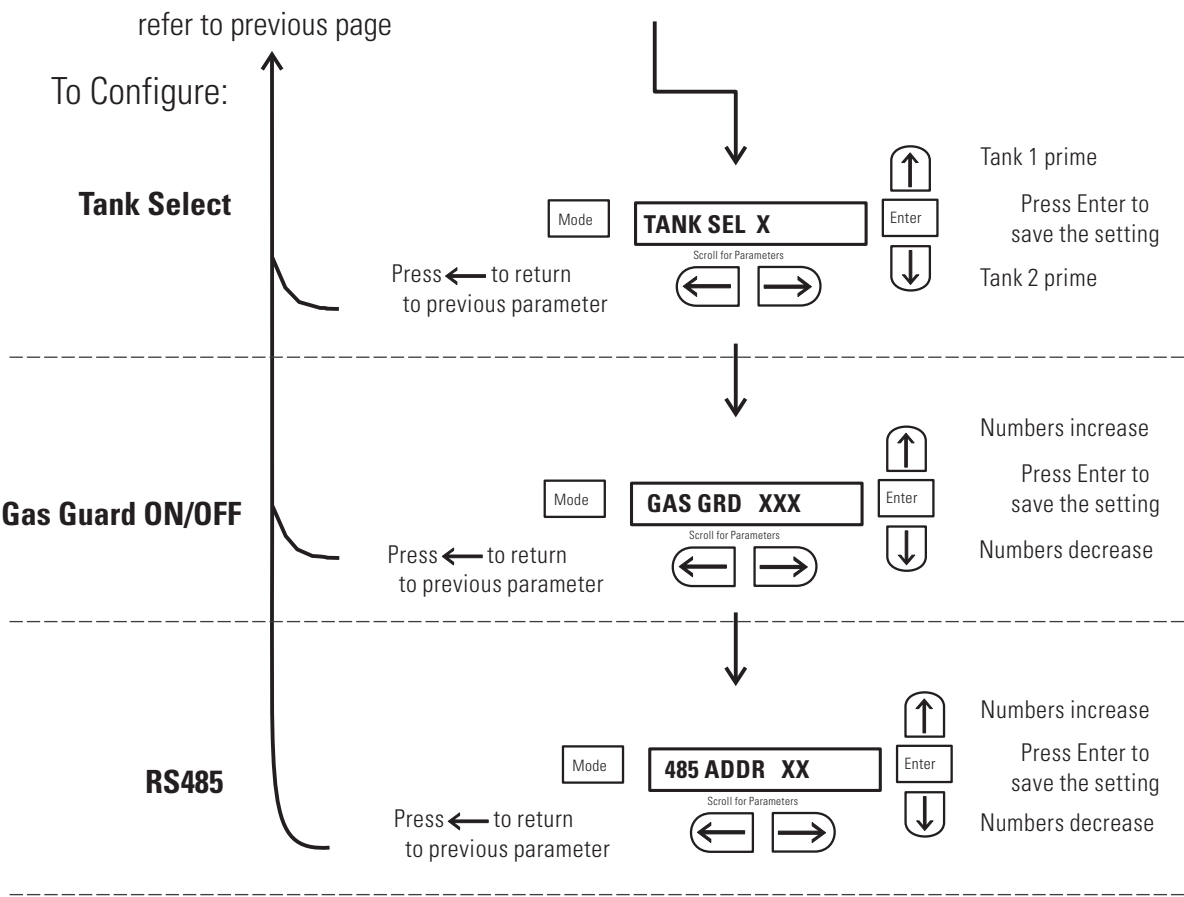 refer to previous page
To Configure:
Tank Select
Mode
TANK SEL X
Scroll for Parameters
Tank 1 prime
Enter
Press Enter to
save the setting
Tank 2 prime
Press to return
to previous parameter
Gas Guard ON/OFF
Mode
GAS GRD XXX
Scroll for Parameters
Numbers increase
Enter
Press Enter to
save the setting
Numbers decrease
Press to return
to previous parameter
RS485
Mode
485 ADDR XX
Scroll for Parameters
Numbers increase
Enter
Press Enter to
save the setting
Numbers decrease
Press to return
to previous parameter